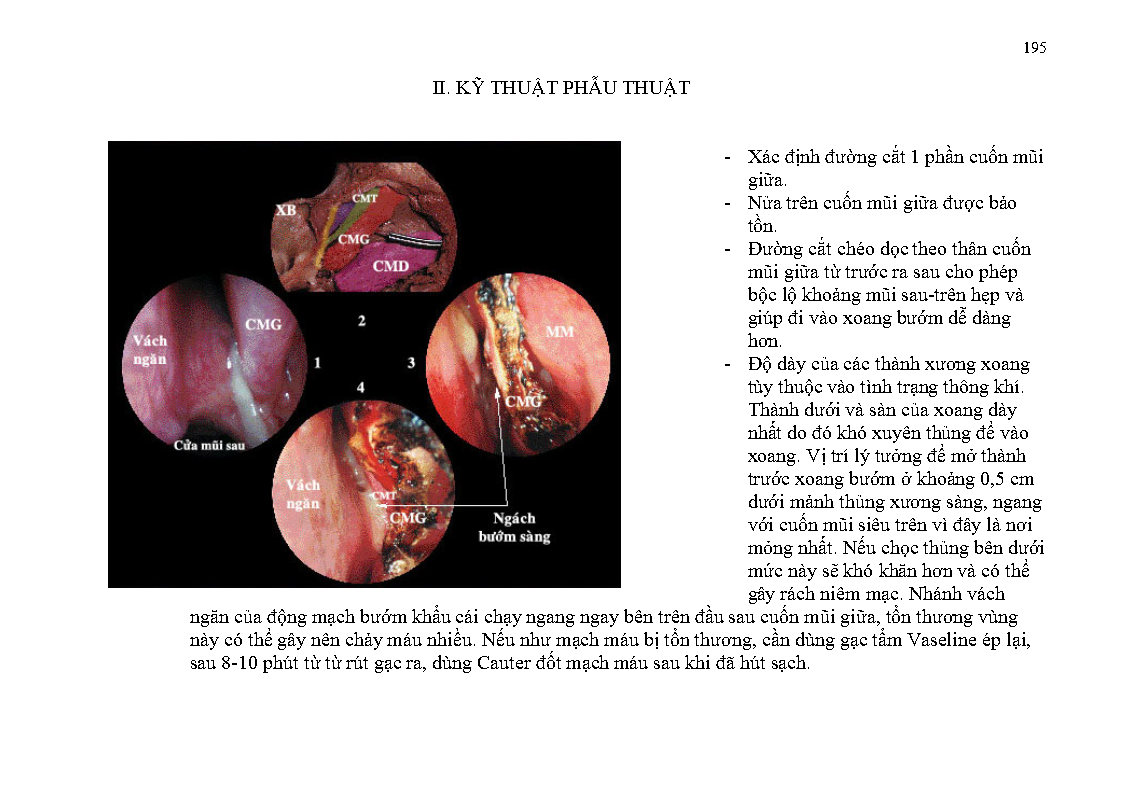 195
II. KỸ THUẬT PHẪU THUẬT
XB
CMT
CMG
CMD
2
Vách
ngăn
CMG
1
Cửa mũi sau
3
MM
CMG
4
Vách
ngăn
CMT
CMG
Ngách
bướm sàng
- Xác định đường cắt 1 phần cuốn mũi
giữa.
- Nửa trên cuốn mũi giữa được bảo
tồn.
- Đường cắt chéo dọc theo thân cuốn
mũi giữa từ trước ra sau cho phép
bộc lộ khoảng mũi sau-trên hẹp và
giúp đi vào xoang bướm dễ dàng
hơn.
- Độ dày của các thành xương xoang
tùy thuộc vào tình trạng thông khí.
Thành dưới và sàn của xoang dày
nhất do đó khó xuyên thủng để vào
xoang. Vị trí lý tưởng để mở thành
trước xoang bướm ở khoảng 0,5 cm
dưới mảnh thủng xương sàng, ngang
với cuốn mũi siêu trên vì đây là nơi
mỏng nhất. Nếu chọc thủng bên dưới
mức này sẽ khó khăn hơn và có thể
gây rách niêm mạc. Nhánh vách
ngăn của động mạch bướm khẩu cái chạy ngang ngay bên trên đầu sau cuốn mũi giữa, tổn thương vùng
này có thể gây nên chảy máu nhiều. Nếu như mạch máu bị tổn thương, cần dùng gạc tẩm Vaseline ép lại,
sau 8-10 phút từ từ rút gạc ra, dùng Cauter đốt mạch máu sau khi đã hút sạch.